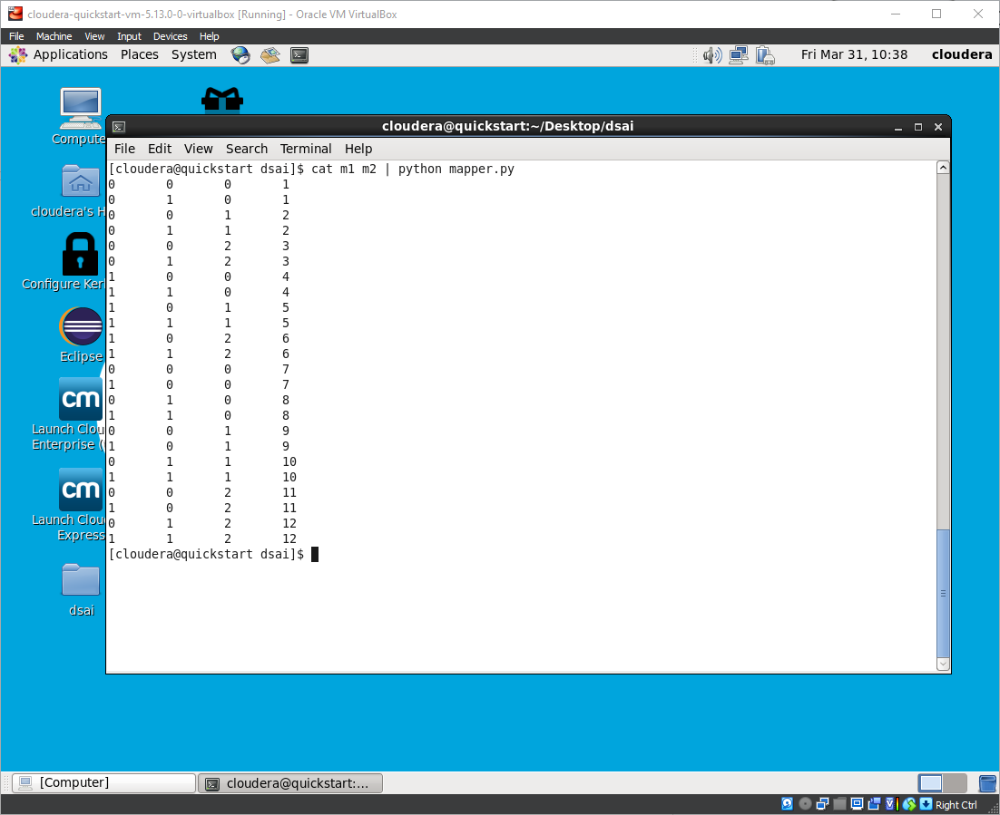 cloudera-quickstart-vm-5.13.0-0-virtualbox [Running] - Oracle VM VirtualBox
File Machine View Input Devices Help
Applications Places System Fri Mar 31, 10:38 cloudera
cloudera@quickstart:~/Desktop/dsai
File Edit View Search Terminal Help
[cloudera@quickstart dsai]$ cat m1 m2 | python mapper.py
0 0 0 1
0 1 0 1
0 0 1 2
0 1 1 2
0 0 2 3
0 1 2 3
1 0 0 4
1 1 0 4
1 0 1 5
1 1 1 5
1 0 2 6
1 1 2 6
0 0 0 7
1 0 0 7
0 1 0 8
1 1 0 8
0 0 1 9
1 0 1 9
0 1 1 10
1 1 1 10
0 0 2 11
1 0 2 11
0 1 2 12
1 1 2 12
[cloudera@quickstart dsai]$
Compute
cloudera's H
Configure Ker
Eclipse
cm
Launch Clou
Enterprise (
cm
Launch Clou
Express
dsai
[Computer] cloudera@quickstart:...
Right Ctrl